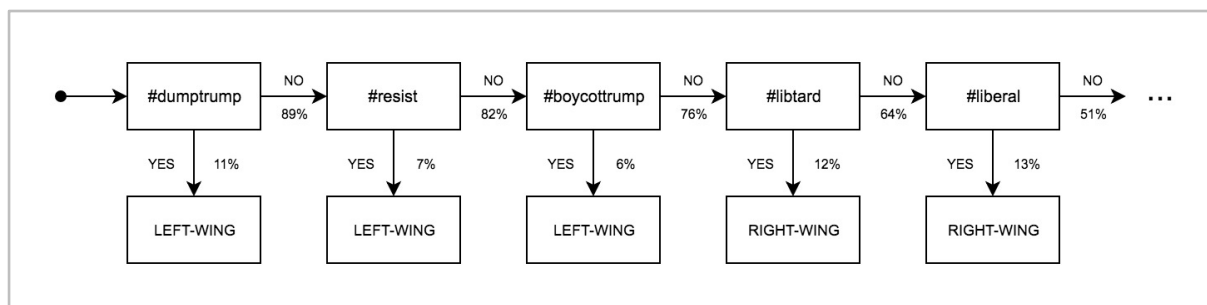 #dumptrump
NO
89%
#resist
NO
82%
#boycottrump
NO
76%
#libtard
NO
64%
#liberal
NO
51%
...
YES 11%
YES 7%
YES 6%
YES 12%
YES 13%
LEFT-WING
LEFT-WING
LEFT-WING
RIGHT-WING
RIGHT-WING